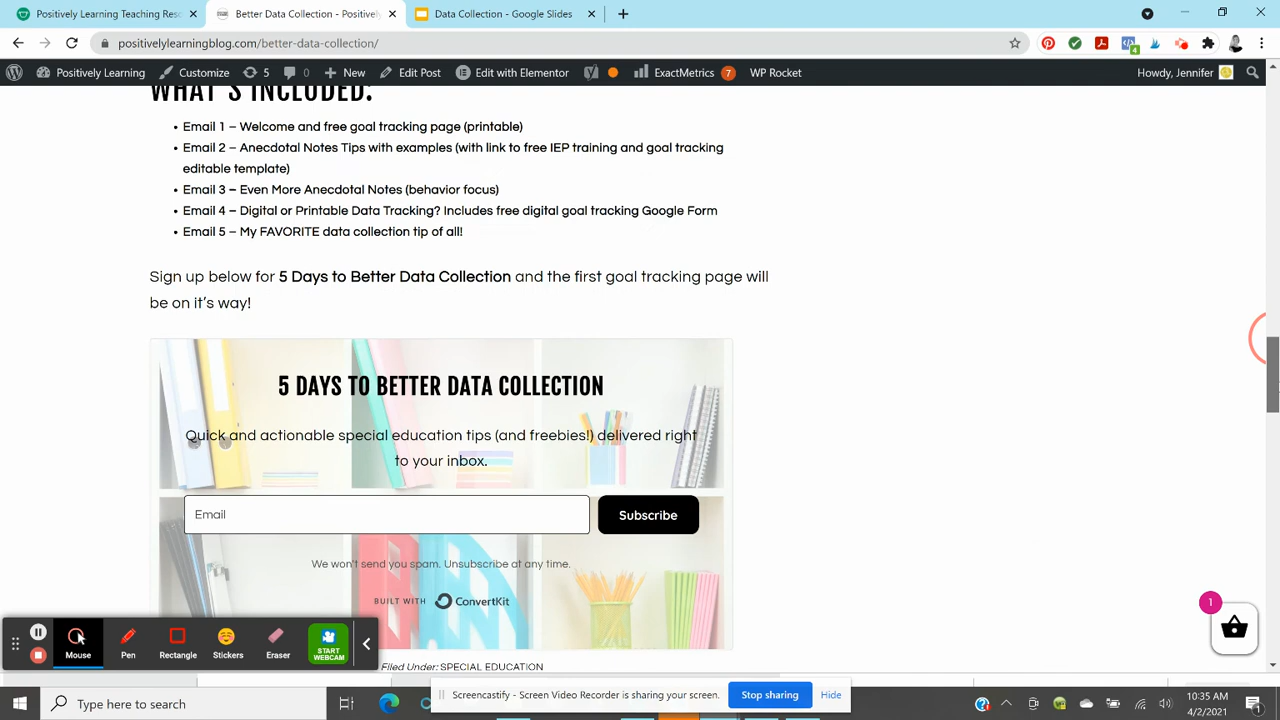 Positively Learning Teaching Res
Better Data Collection - Positivel
Data Collection - Google Slides
positivelylearningblog.com/better-data-collection/
4
Positively Learning
Customize
5
0
New
Edit Post
Edit with Elementor
ExactMetrics 7
WP Rocket
Howdy, Jennifer
WHAT'S INCLUDED:
• Email 1 – Welcome and free goal tracking page (printable)
• Email 2 – Anecdotal Notes Tips with examples (with link to free IEP training and goal tracking
editable template)
• Email 3 – Even More Anecdotal Notes (behavior focus)
• Email 4 – Digital or Printable Data Tracking? Includes free digital goal tracking Google Form
• Email 5 – My FAVORITE data collection tip of all!
Sign up below for 5 Days to Better Data Collection and the first goal tracking page will
be on it's way!
5 DAYS TO BETTER DATA COLLECTION
Quick and actionable special education tips (and freebies!) delivered right
to your inbox.
Email
Subscribe
We won't send you spam. Unsubscribe at any time.
BUILT WITH ConvertKit
1
Mouse
Pen
Rectangle
Stickers
Eraser
START
WEBCAM
Filed Under: SPECIAL EDUCATION
Screencastify - Screen Video Recorder is sharing your screen.
Stop sharing
Hide
Type here to search
10:35 AM
4/2/2021
1